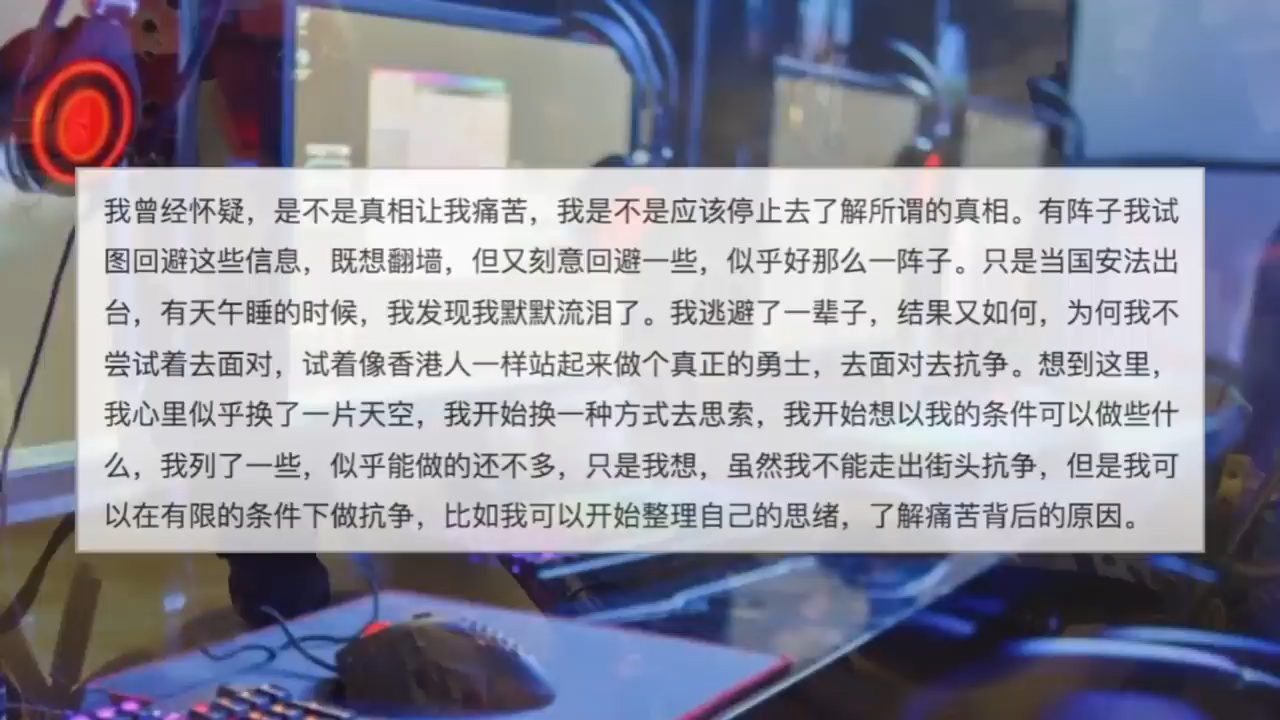 我曾经怀疑，是不是真相让我痛苦，我是不是应该停止去了解所谓的真相。有阵子我试
图回避这些信息，既想翻墙，但又刻意回避一些，似乎好那么一阵子。只是当国安法出
台，有天午睡的时候，我发现我默默流泪了。我逃避了一辈子，结果又如何，为何我不
尝试着去面对，试着像香港人一样站起来做个真正的勇士，去面对去抗争。想到这里，
我心里似乎换了一片天空，我开始换一种方式去思索，我开始想以我的条件可以做些什
么，我列了一些，似乎能做的还不多，只是我想，虽然我不能走出街头抗争，但是我可
以在有限的条件下做抗争，比如我可以开始整理自己的思绪，了解痛苦背后的原因。